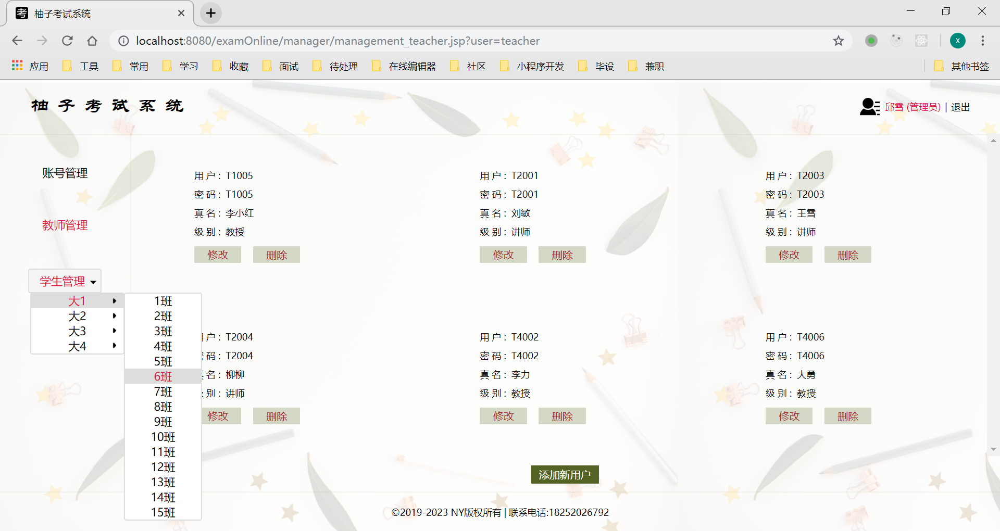 柚子考试系统
localhost:8080/examOnline/manager/management_teacher.jsp?user=teacher
x
应用 工具 常用 学习 收藏 面试 待处理 在线编辑器 社区 小程序开发 毕设 兼职 其他书签
柚子考试系统
邱雪 (管理员) | 退出
账号管理
教师管理
学生管理
大1
大2
大3
大4
1班
2班
3班
4班
5班
6班
7班
8班
9班
10班
11班
12班
13班
14班
15班
用 户： T1005
密 码： T1005
真 名： 李小红
级 别： 教授
修改 删除
用 户： T2001
密 码： T2001
真 名： 刘敏
级 别： 讲师
修改 删除
用 户： T2003
密 码： T2003
真 名： 王雪
级 别： 讲师
修改 删除
户： T2004
码： T2004
名： 柳柳
别： 讲师
修改 删除
用 户： T4002
密 码： T4002
真 名： 李力
级 别： 教授
修改 删除
用 户： T4006
密 码： T4006
真 名： 大勇
级 别： 教授
修改 删除
添加新用户
©2019-2023 NY版权所有 | 联系电话:18252026792